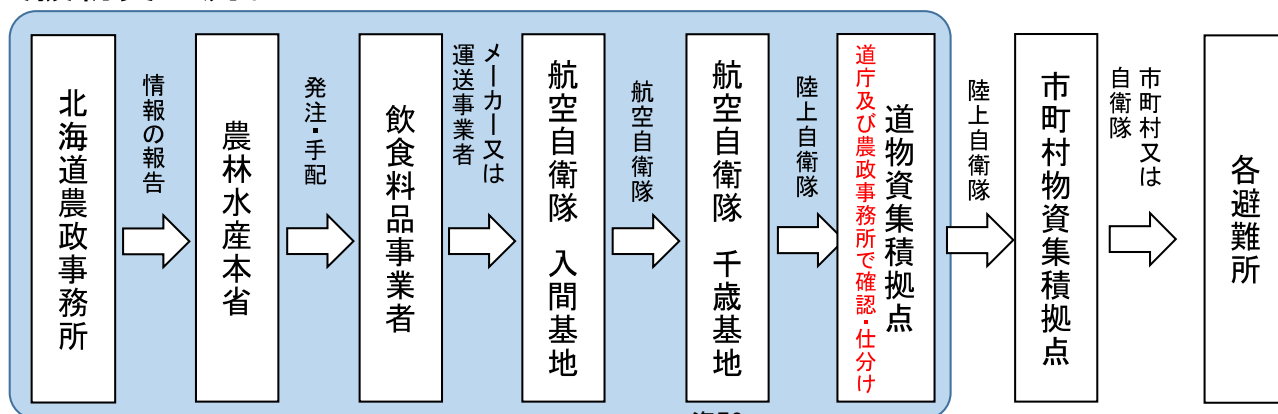 北海道農政事務所
情報の報告
農林水産本省
発注・手配
飲食料品事業者
メーカー又は
運送事業者
航空自衛隊 入間基地
航空自衛隊
航空自衛隊 千歳基地
陸上自衛隊
道物資集積拠点
道庁及び農政事務所で確認・仕分け
陸上自衛隊
市町村物資集積拠点
市町村又は
自衛隊
各避難所